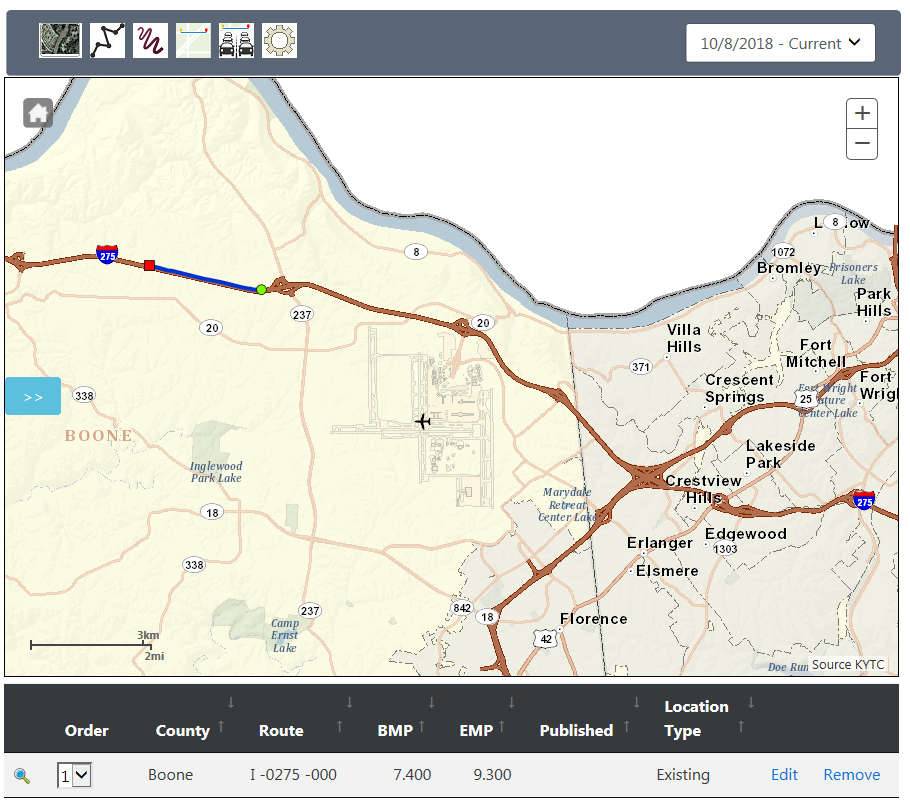 10/8/2018 - Current
+
−
L
8
ow
8
275
1072
Bromley
Prisoners
Lake
Park
Hills
237
20
20
Villa
Hills
Fort
Mitchell
371
Crescent
Springs
Fort
Fort Wright
25
Center Lake
>>
338
BOONE
Inglewood
Park Lake
Lakeside
Park
Crestview
Hills
Marydale
Retreat
Center Lake
275
18
Edgewood
Erlanger
1303
338
Elsmere
237
842
18
Florence
Camp
Ernst
Lake
42
3km
2mi
Doe Run
Source KYTC
Order
County
Route
BMP
EMP
Published
Location
Type
1
Boone
I -0275 -000
7.400
9.300
Existing
Edit
Remove